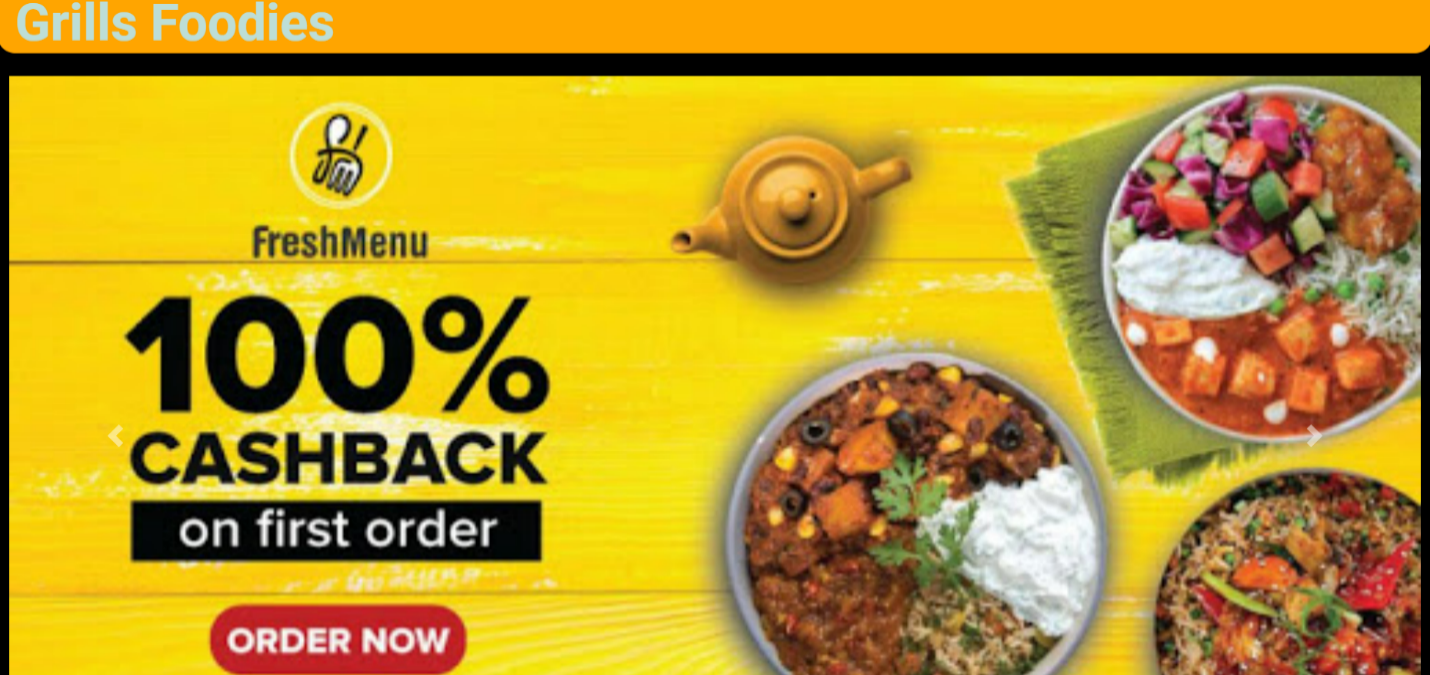 Grills Foodies
FreshMenu
100%
CASHBACK
on first order
ORDER NOW